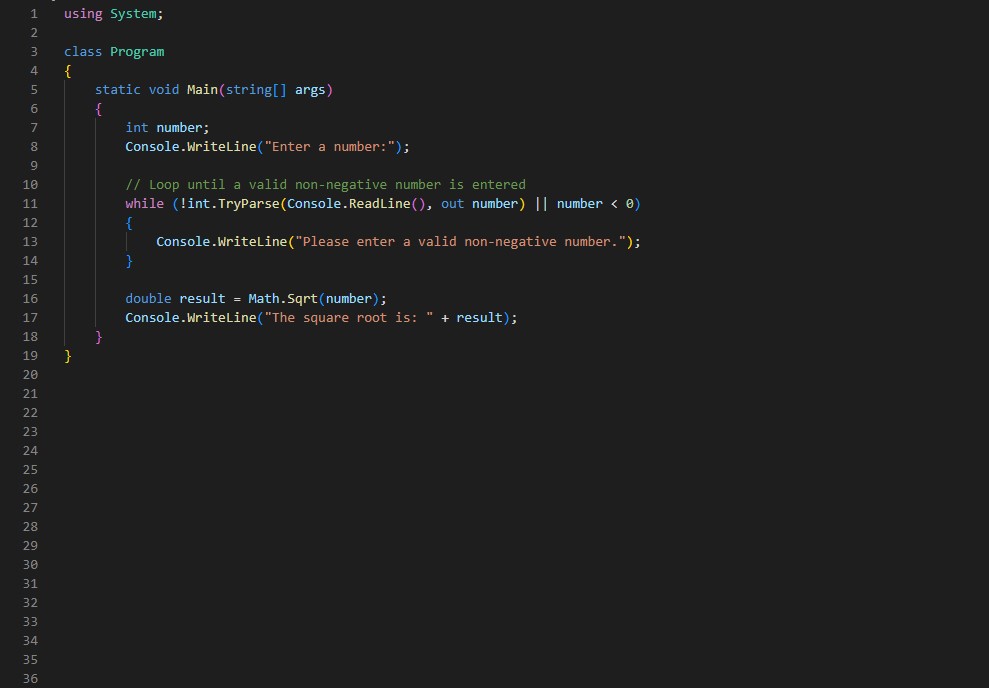 1 using System;
2
3 class Program
4 {
5     static void Main(string[] args)
6     {
7         int number;
8         Console.WriteLine("Enter a number:");
9
10         // Loop until a valid non-negative number is entered
11         while (!int.TryParse(Console.ReadLine(), out number) || number < 0)
12         {
13             Console.WriteLine("Please enter a valid non-negative number.");
14         }
15
16         double result = Math.Sqrt(number);
17         Console.WriteLine("The square root is: " + result);
18     }
19 }
20
21
22
23
24
25
26
27
28
29
30
31
32
33
34
35
36